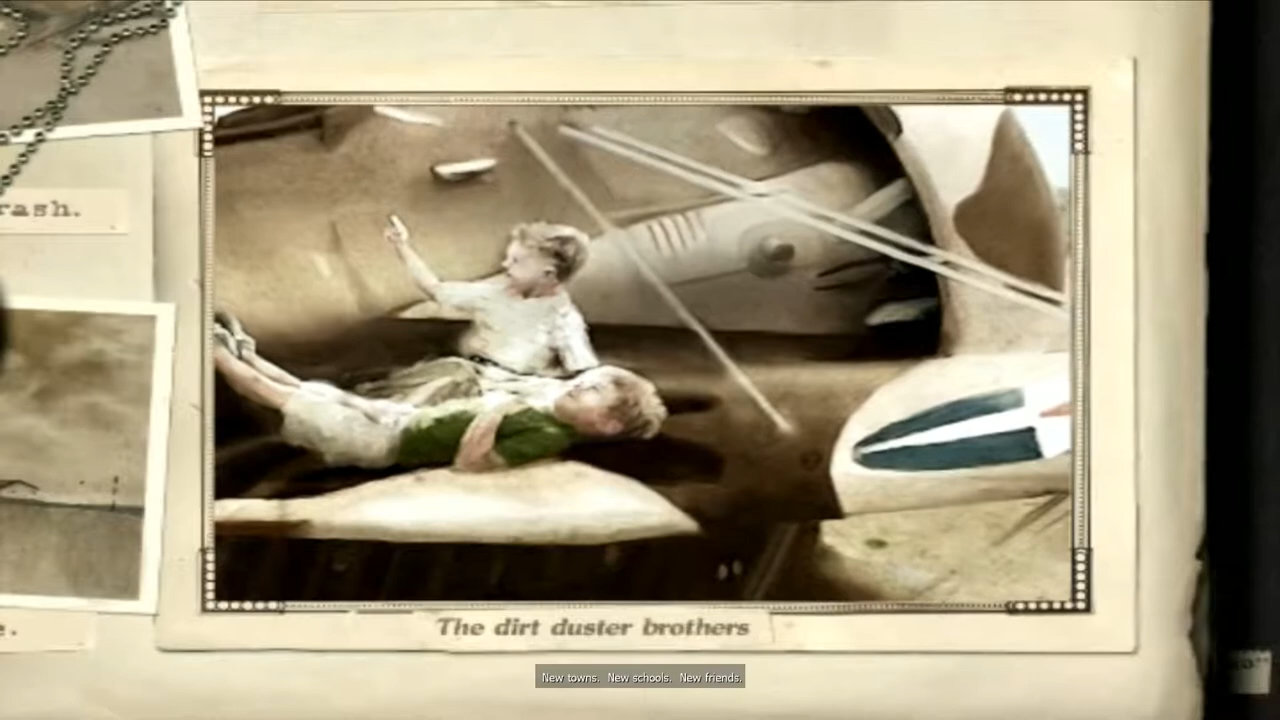 rash.
e.
The dirt duster brothers
New towns. New schools. New friends.